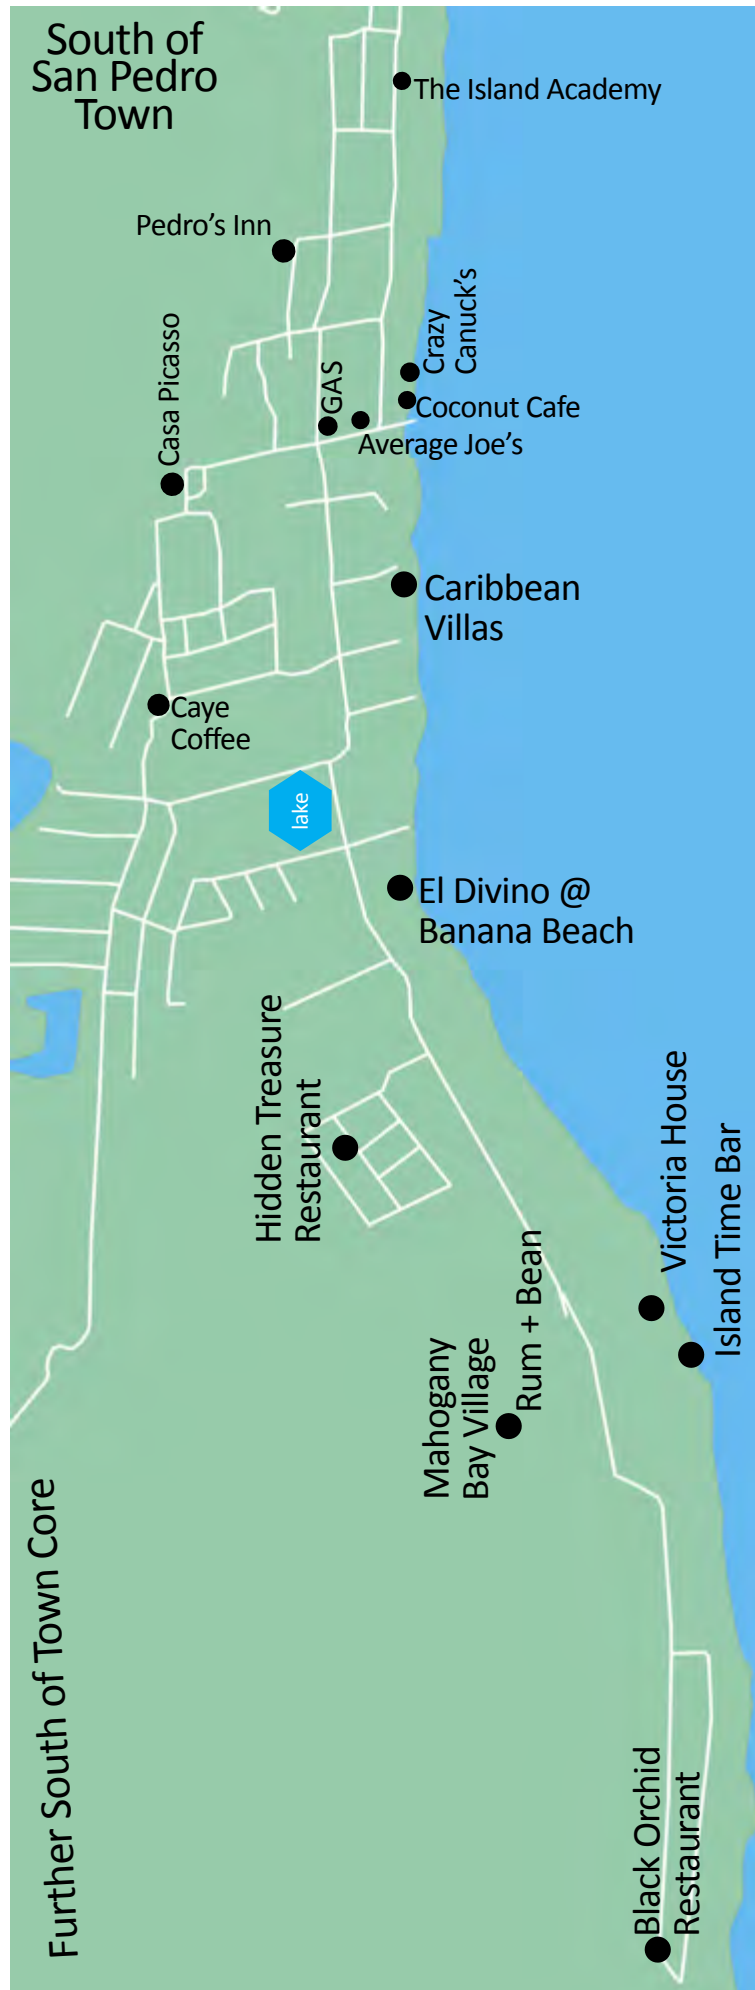 South of
San Pedro
Town
The Island Academy
Pedro's Inn
Casa Picasso
Crazy
Canuck's
GAS
Coconut Cafe
Average Joe's
Caribbean
Villas
Caye
Coffee
lake
El Divino @
Banana Beach
Hidden Treasure
Restaurant
Victoria House
Island Time Bar
Rum + Bean
Mahogany
Bay Village
Further South of Town Core
Black Orchid
Restaurant